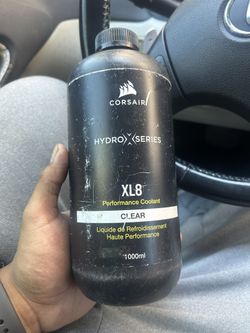 CORSAIR
HYDRO X SERIES
XL8
Performance Coolant
CLEAR
Liquide de Refroidissement
Haute Performance
1000ml